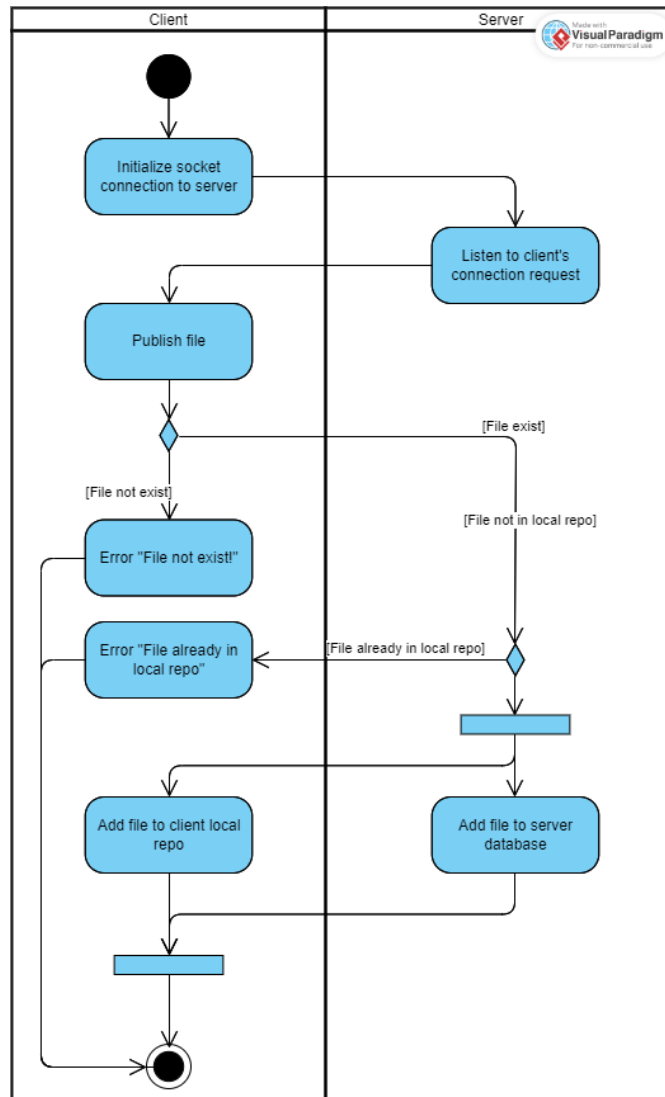 Client
Server
Made with
VisualParadigm
For non-commercial use
Initialize socket
connection to server
Listen to client's
connection request
Publish file
[File exist]
[File not exist]
[File not in local repo]
Error "File not exist!"
Error "File already in
local repo"
[File already in local repo]
Add file to client local
repo
Add file to server
database